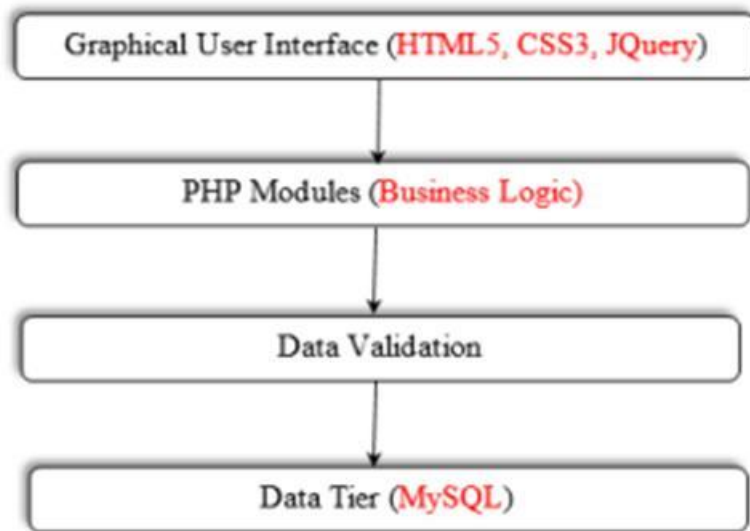 Graphical User Interface (HTML5, CSS3, JQuery)
PHP Modules (Business Logic)
Data Validation
Data Tier (MySQL)